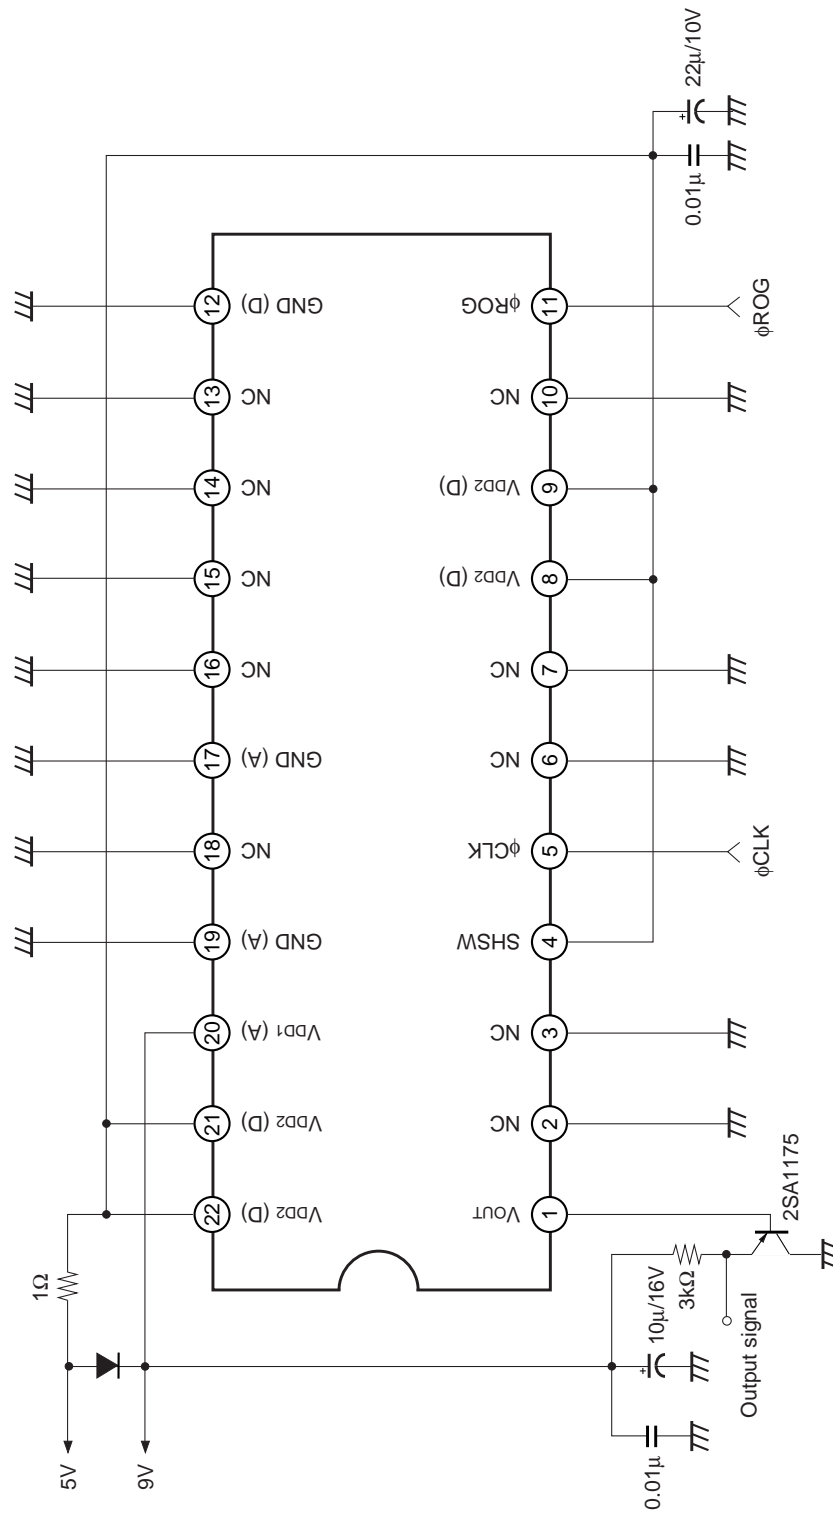 22μ/10V
0.01μ
12 GND (D)
13 NC
14 NC
15 NC
16 NC
17 GND (A)
18 NC
19 GND (A)
20 VDD1 (A)
21 VDD2 (D)
22 VDD2 (D)
φROG 11
NC 10
VDD2 (D) 9
VDD2 (D) 8
NC 7
NC 6
φCLK 5
SHSW 4
NC 3
NC 2
VOUT 1
φROG
φCLK
1Ω
5V
9V
2SA1175
3kΩ
10μ/16V
Output signal
0.01μ